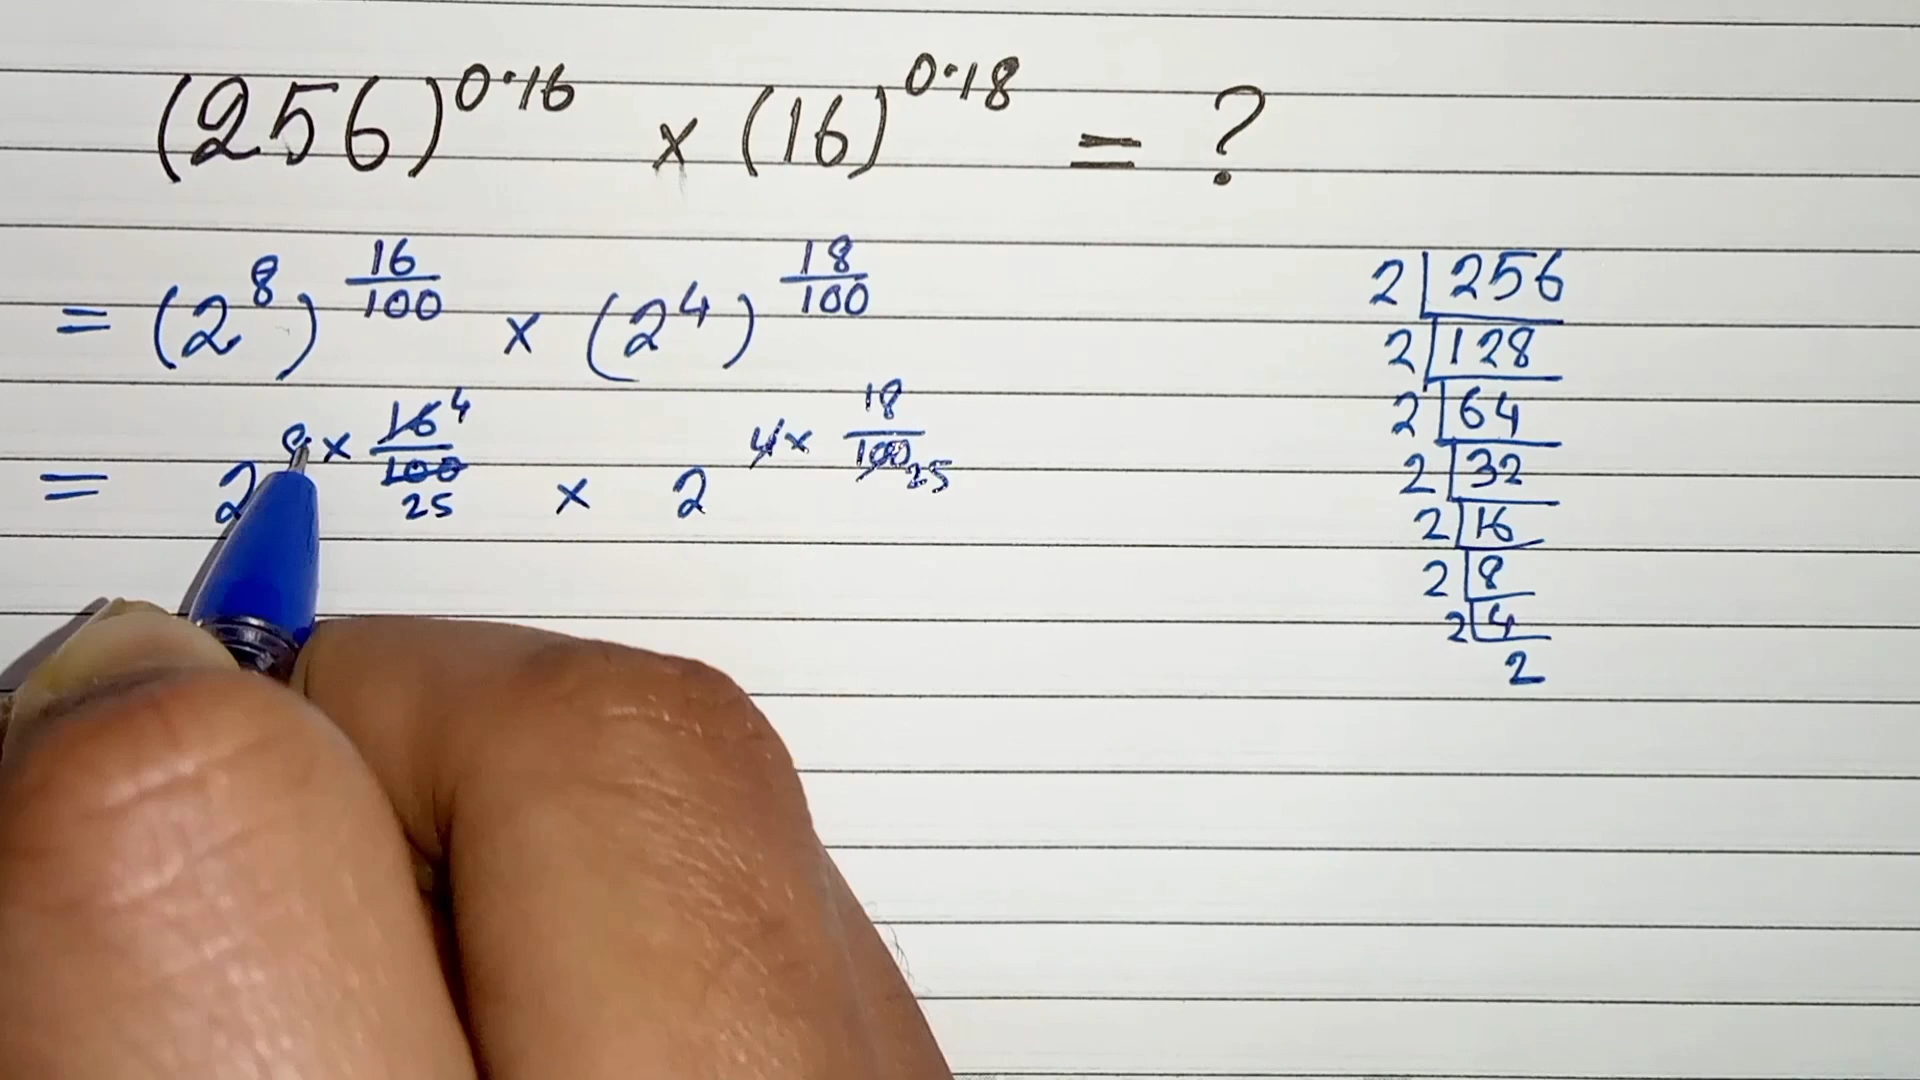 (256)^0.16 × (16)^0.18 = ?
= (2^8)^16/100 × (2^4)^18/100
= 2^8 × 16/100 4 25 × 2^4 × 18/100 25
2|256
2|128
2|64
2|32
2|16
2|8
2|4
2